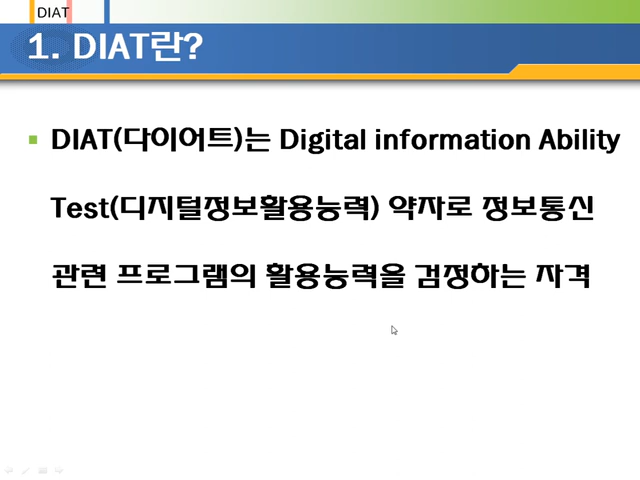 DIAT
1. DIAT란?
DIAT(다이어트)는 Digital information Ability
Test(디지털정보활용능력) 약자로 정보통신
관련 프로그램의 활용능력을 검정하는 자격